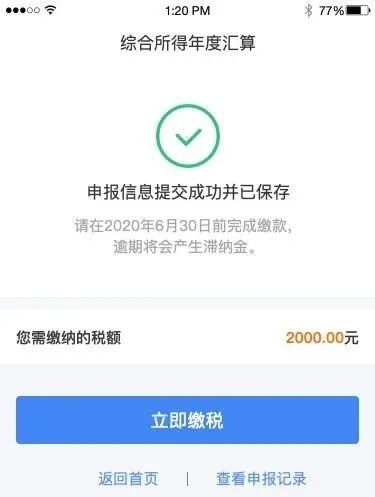 1:20 PM
77%
综合所得年度汇算
申报信息提交成功并已保存
请在2020年6月30日前完成缴款，
逾期将会产生滞纳金。
您需缴纳的税额 2000.00元
立即缴税
返回首页 | 查看申报记录